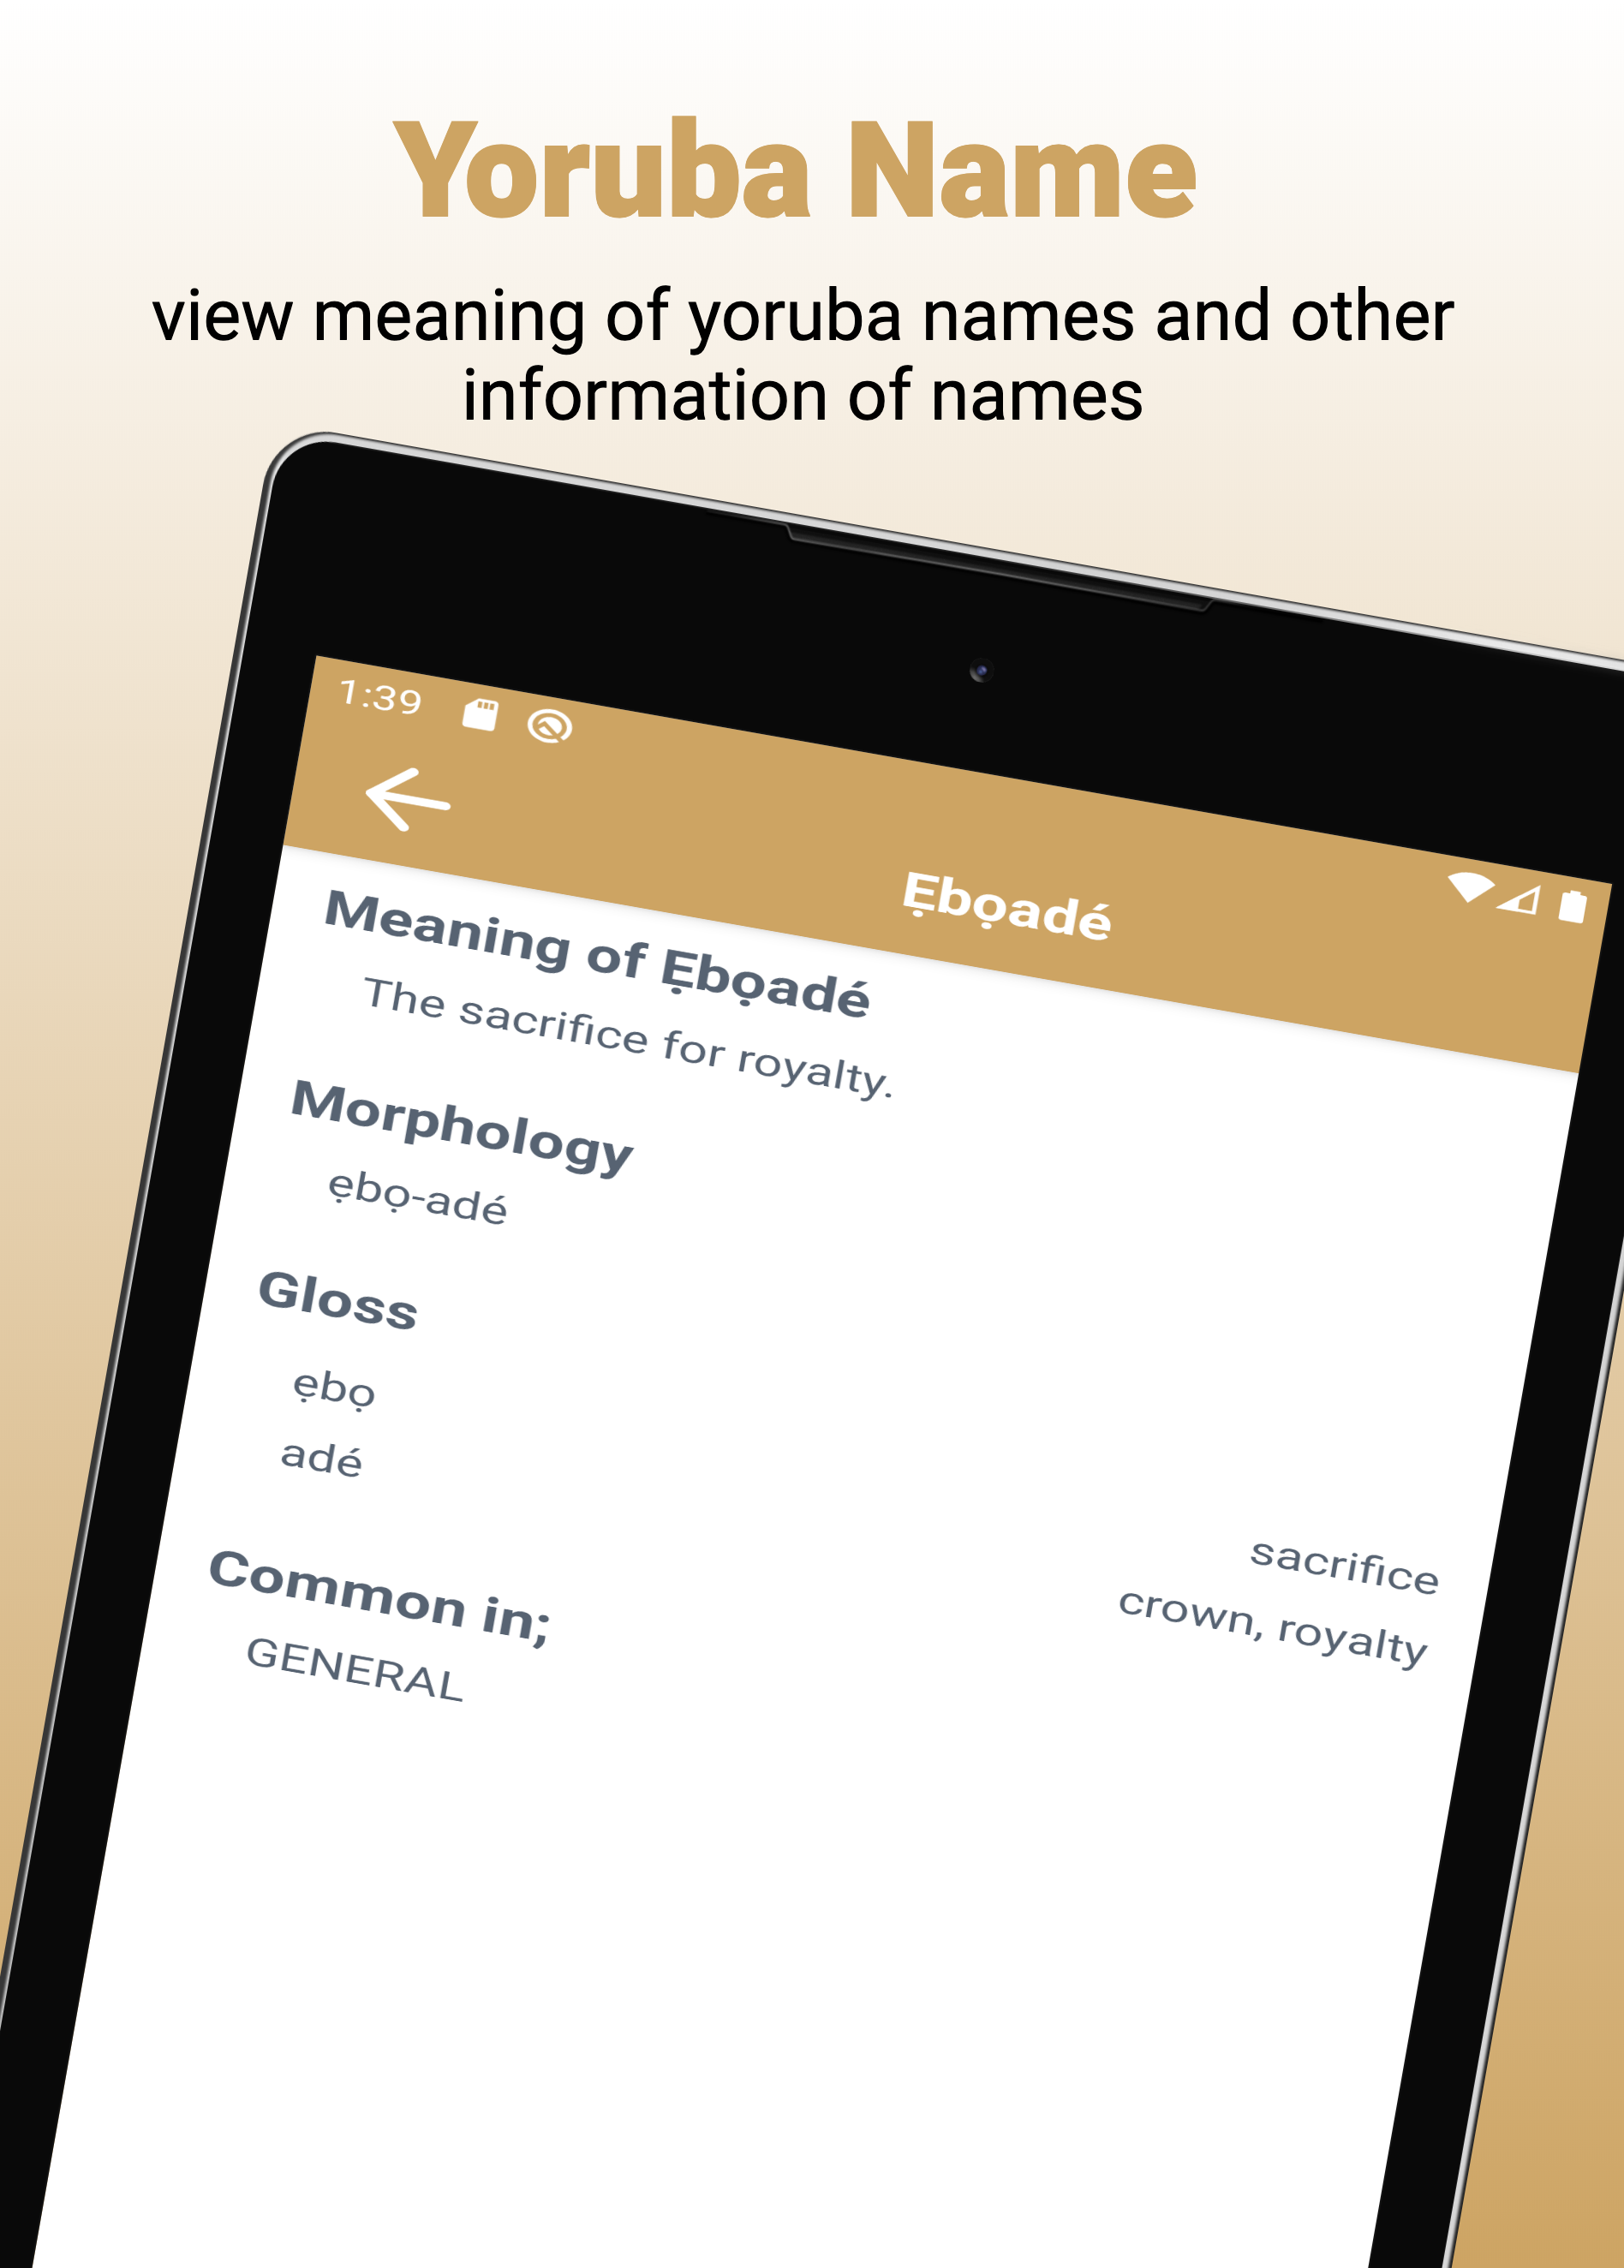 Yoruba Name
view meaning of yoruba names and other
information of names
1:39
Ẹbọadé
Meaning of Ẹbọadé
The sacrifice for royalty.
Morphology
ẹbọ-adé
Gloss
ẹbọ sacrifice
adé crown, royalty
Common in;
GENERAL